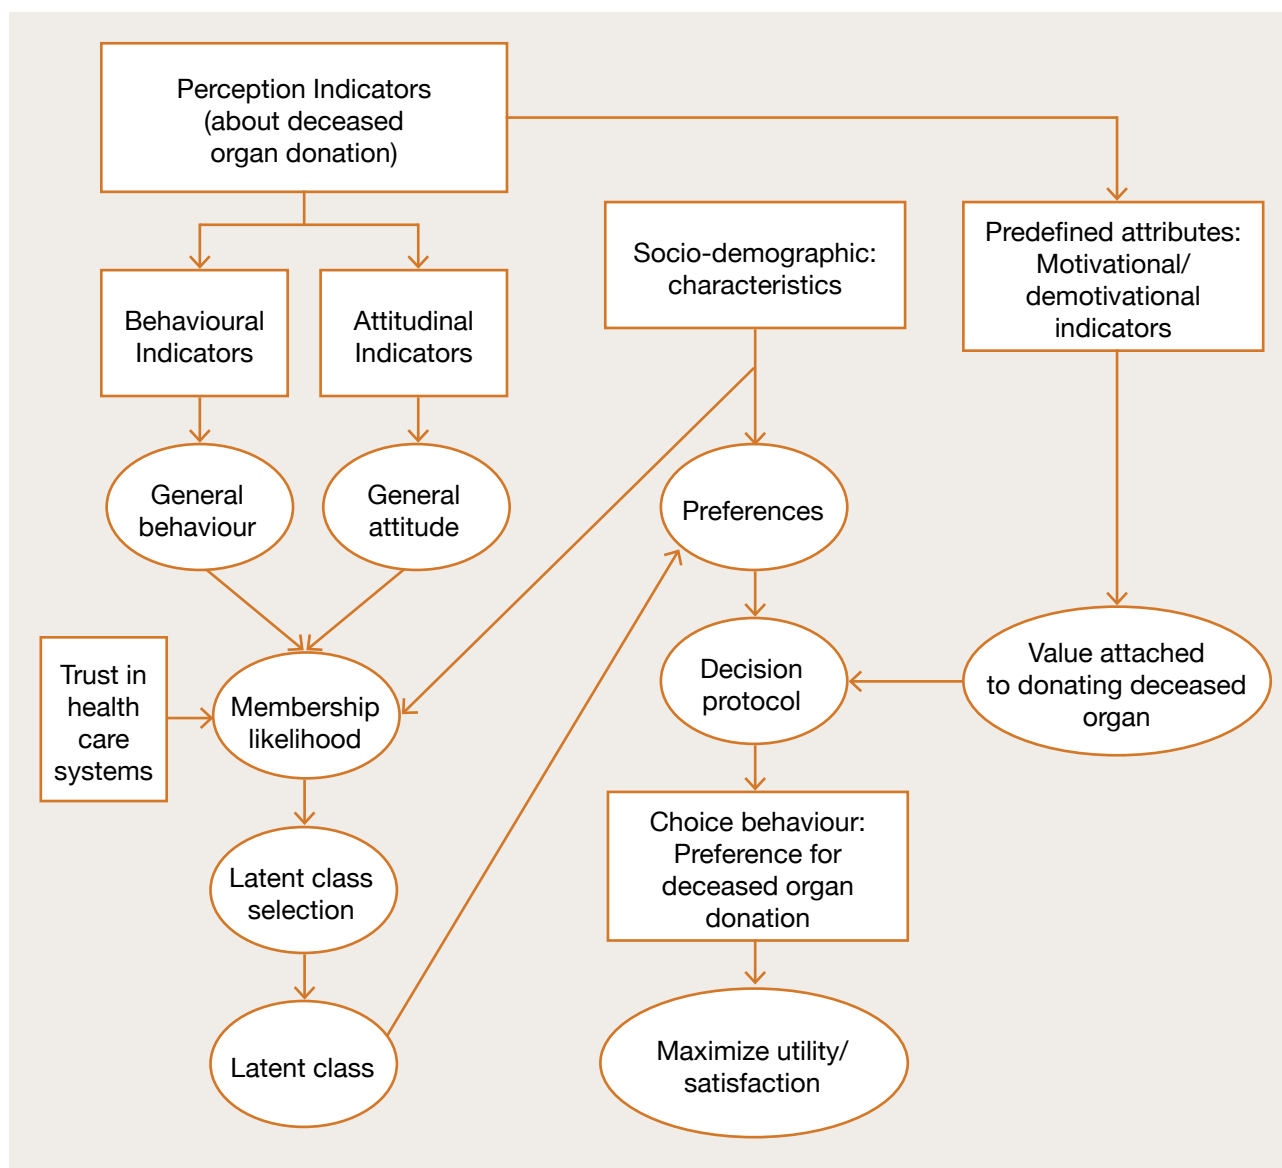 Perception Indicators
(about deceased
organ donation)
Socio-demographic:
characteristics
Predefined attributes:
Motivational/
demotivational
indicators
Behavioural
Indicators
Attitudinal
Indicators
General
behaviour
General
attitude
Preferences
Trust in
health
care
systems
Membership
likelihood
Decision
protocol
Value attached
to donating deceased
organ
Choice behaviour:
Preference for
deceased organ
donation
Latent class
selection
Latent class
Maximize utility/
satisfaction